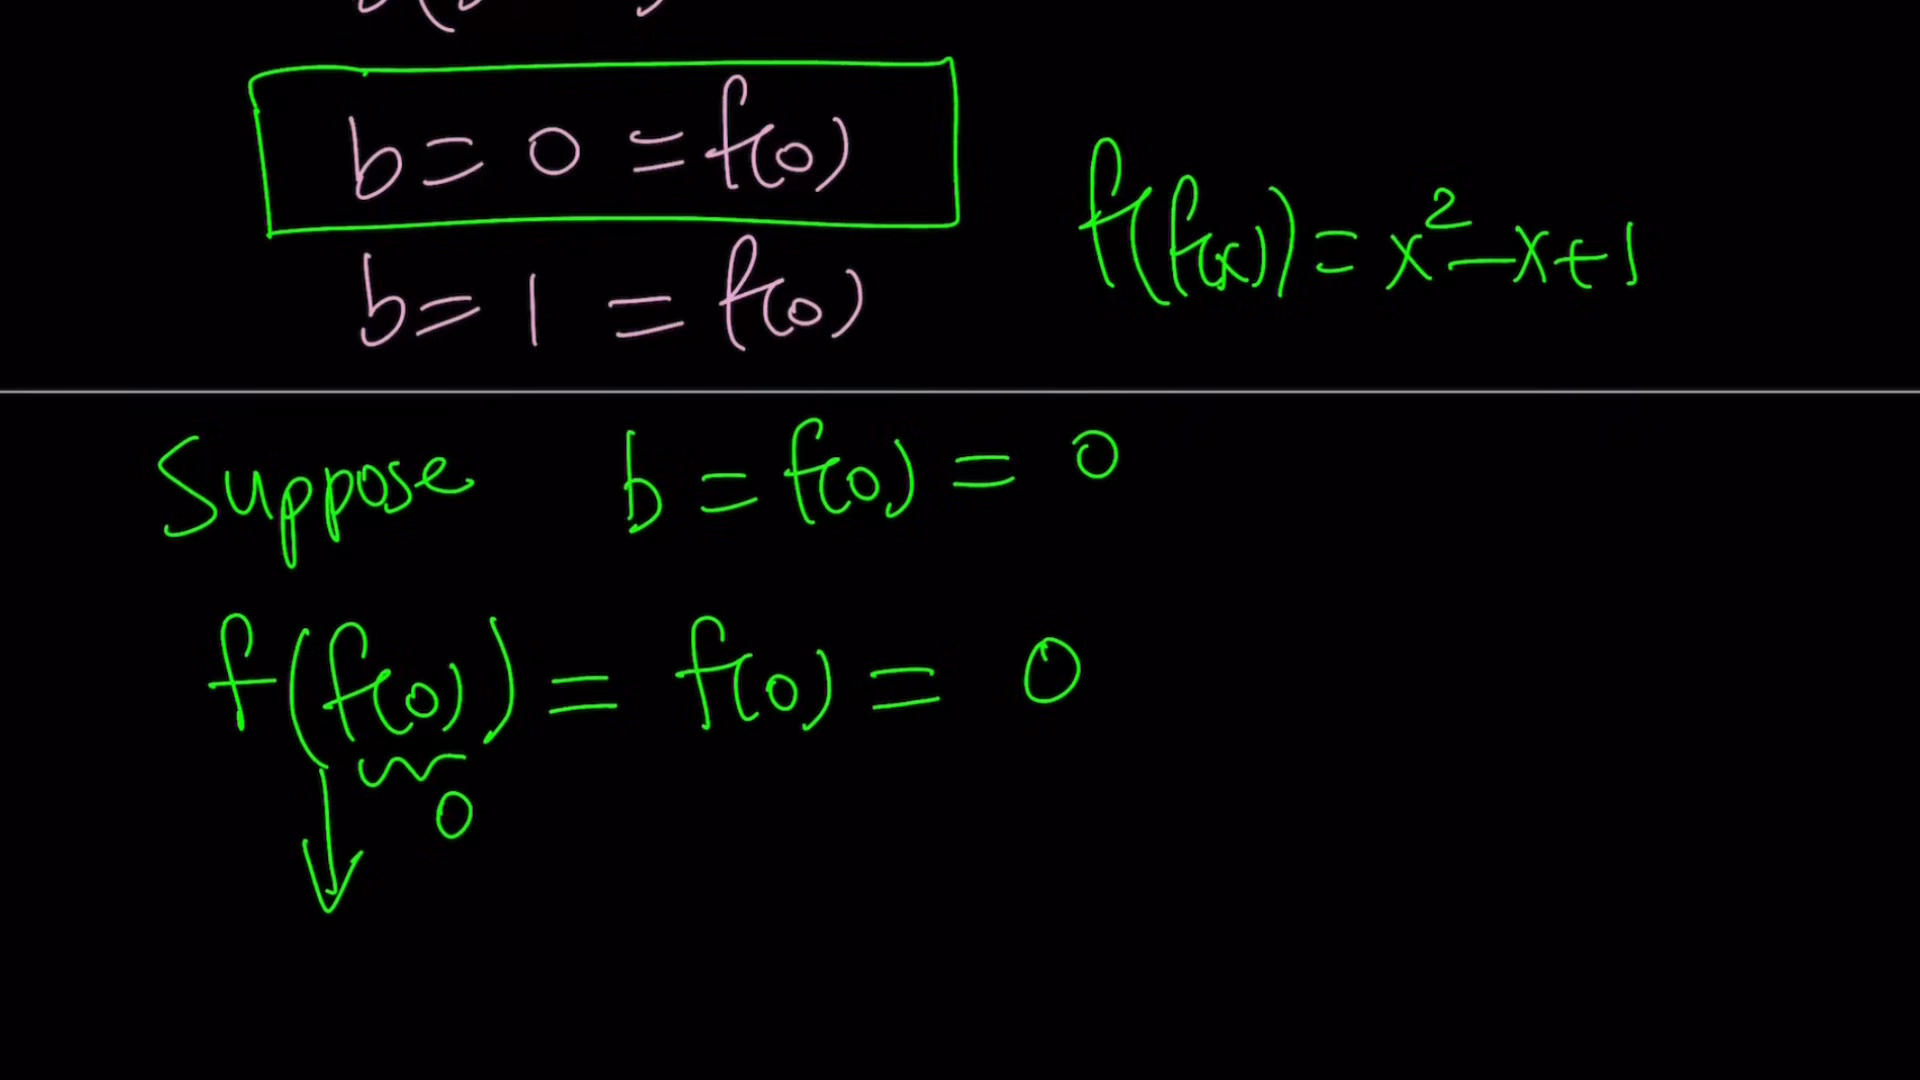 b = 0 = f(0)
f(f(x)) = x² - x + 1
b = 1 = f(0)
Suppose b = f(0) = 0
f(f(0)) = f(0) = 0
0